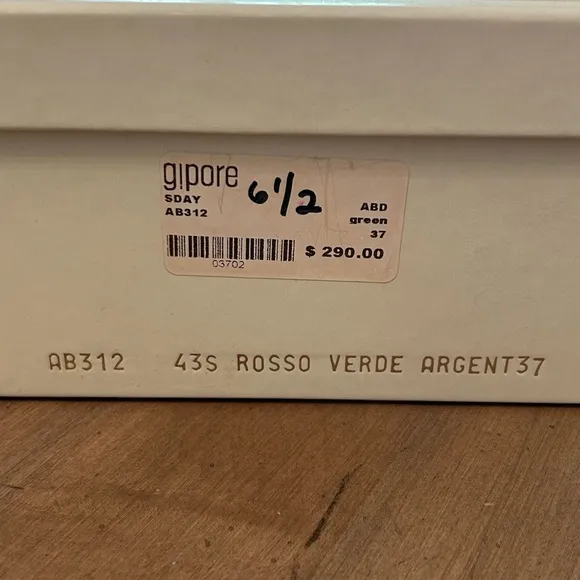 gipore
6 1/2
SDAY
ABD
AB312
green
37
$ 290.00
03702
AB312 43S ROSSO VERDE ARGENT37